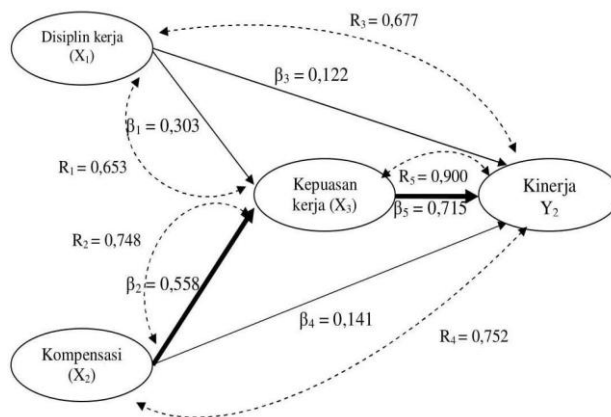 R₃ = 0,677
Disiplin kerja
(X₁)
β₃ = 0,122
β₁ = 0,303
R₁ = 0,653
R₅ = 0,900
Kepuasan
kerja (X₃)
Kinerja
Y₂
β₅ = 0,715
R₂ = 0,748
β₂ = 0,558
β₄ = 0,141
R₄ = 0,752
Kompensasi
(X₂)